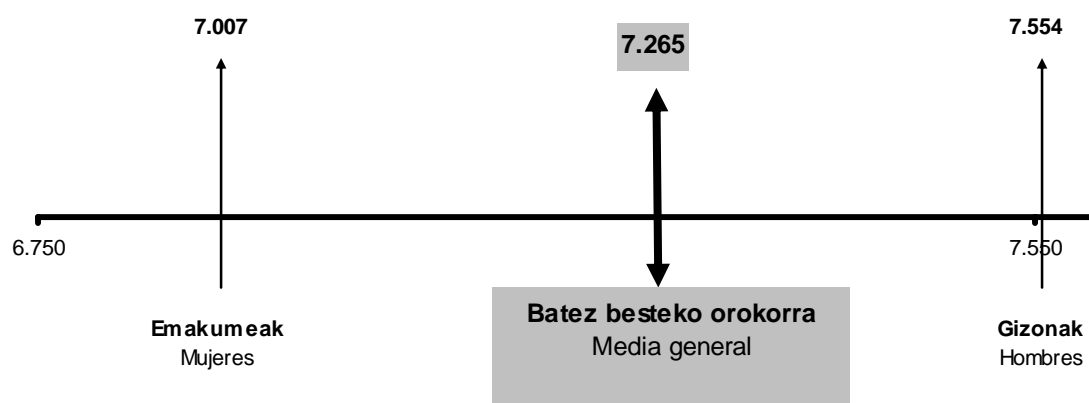 7.007
7.265
7.554
6.750
7.550
Emakumeak
Mujeres
Batez besteko orokorra
Media general
Gizonak
Hombres